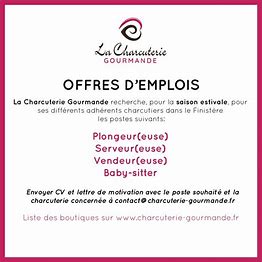 La Charcuterie
GOURMANDE
OFFRES D'EMPLOIS
La Charcuterie Gourmande recherche, pour la saison estivale, pour
ses différents adhérents charcutiers dans le Finistère
les postes suivants:
Plongeur(euse)
Serveur(euse)
Vendeur(euse)
Baby-sitter
Envoyer CV et lettre de motivation avec le poste souhaité et la
charcuterie concernée à contact@charcuterie-gourmande.fr
Liste des boutiques sur www.charcuterie-gourmande.fr